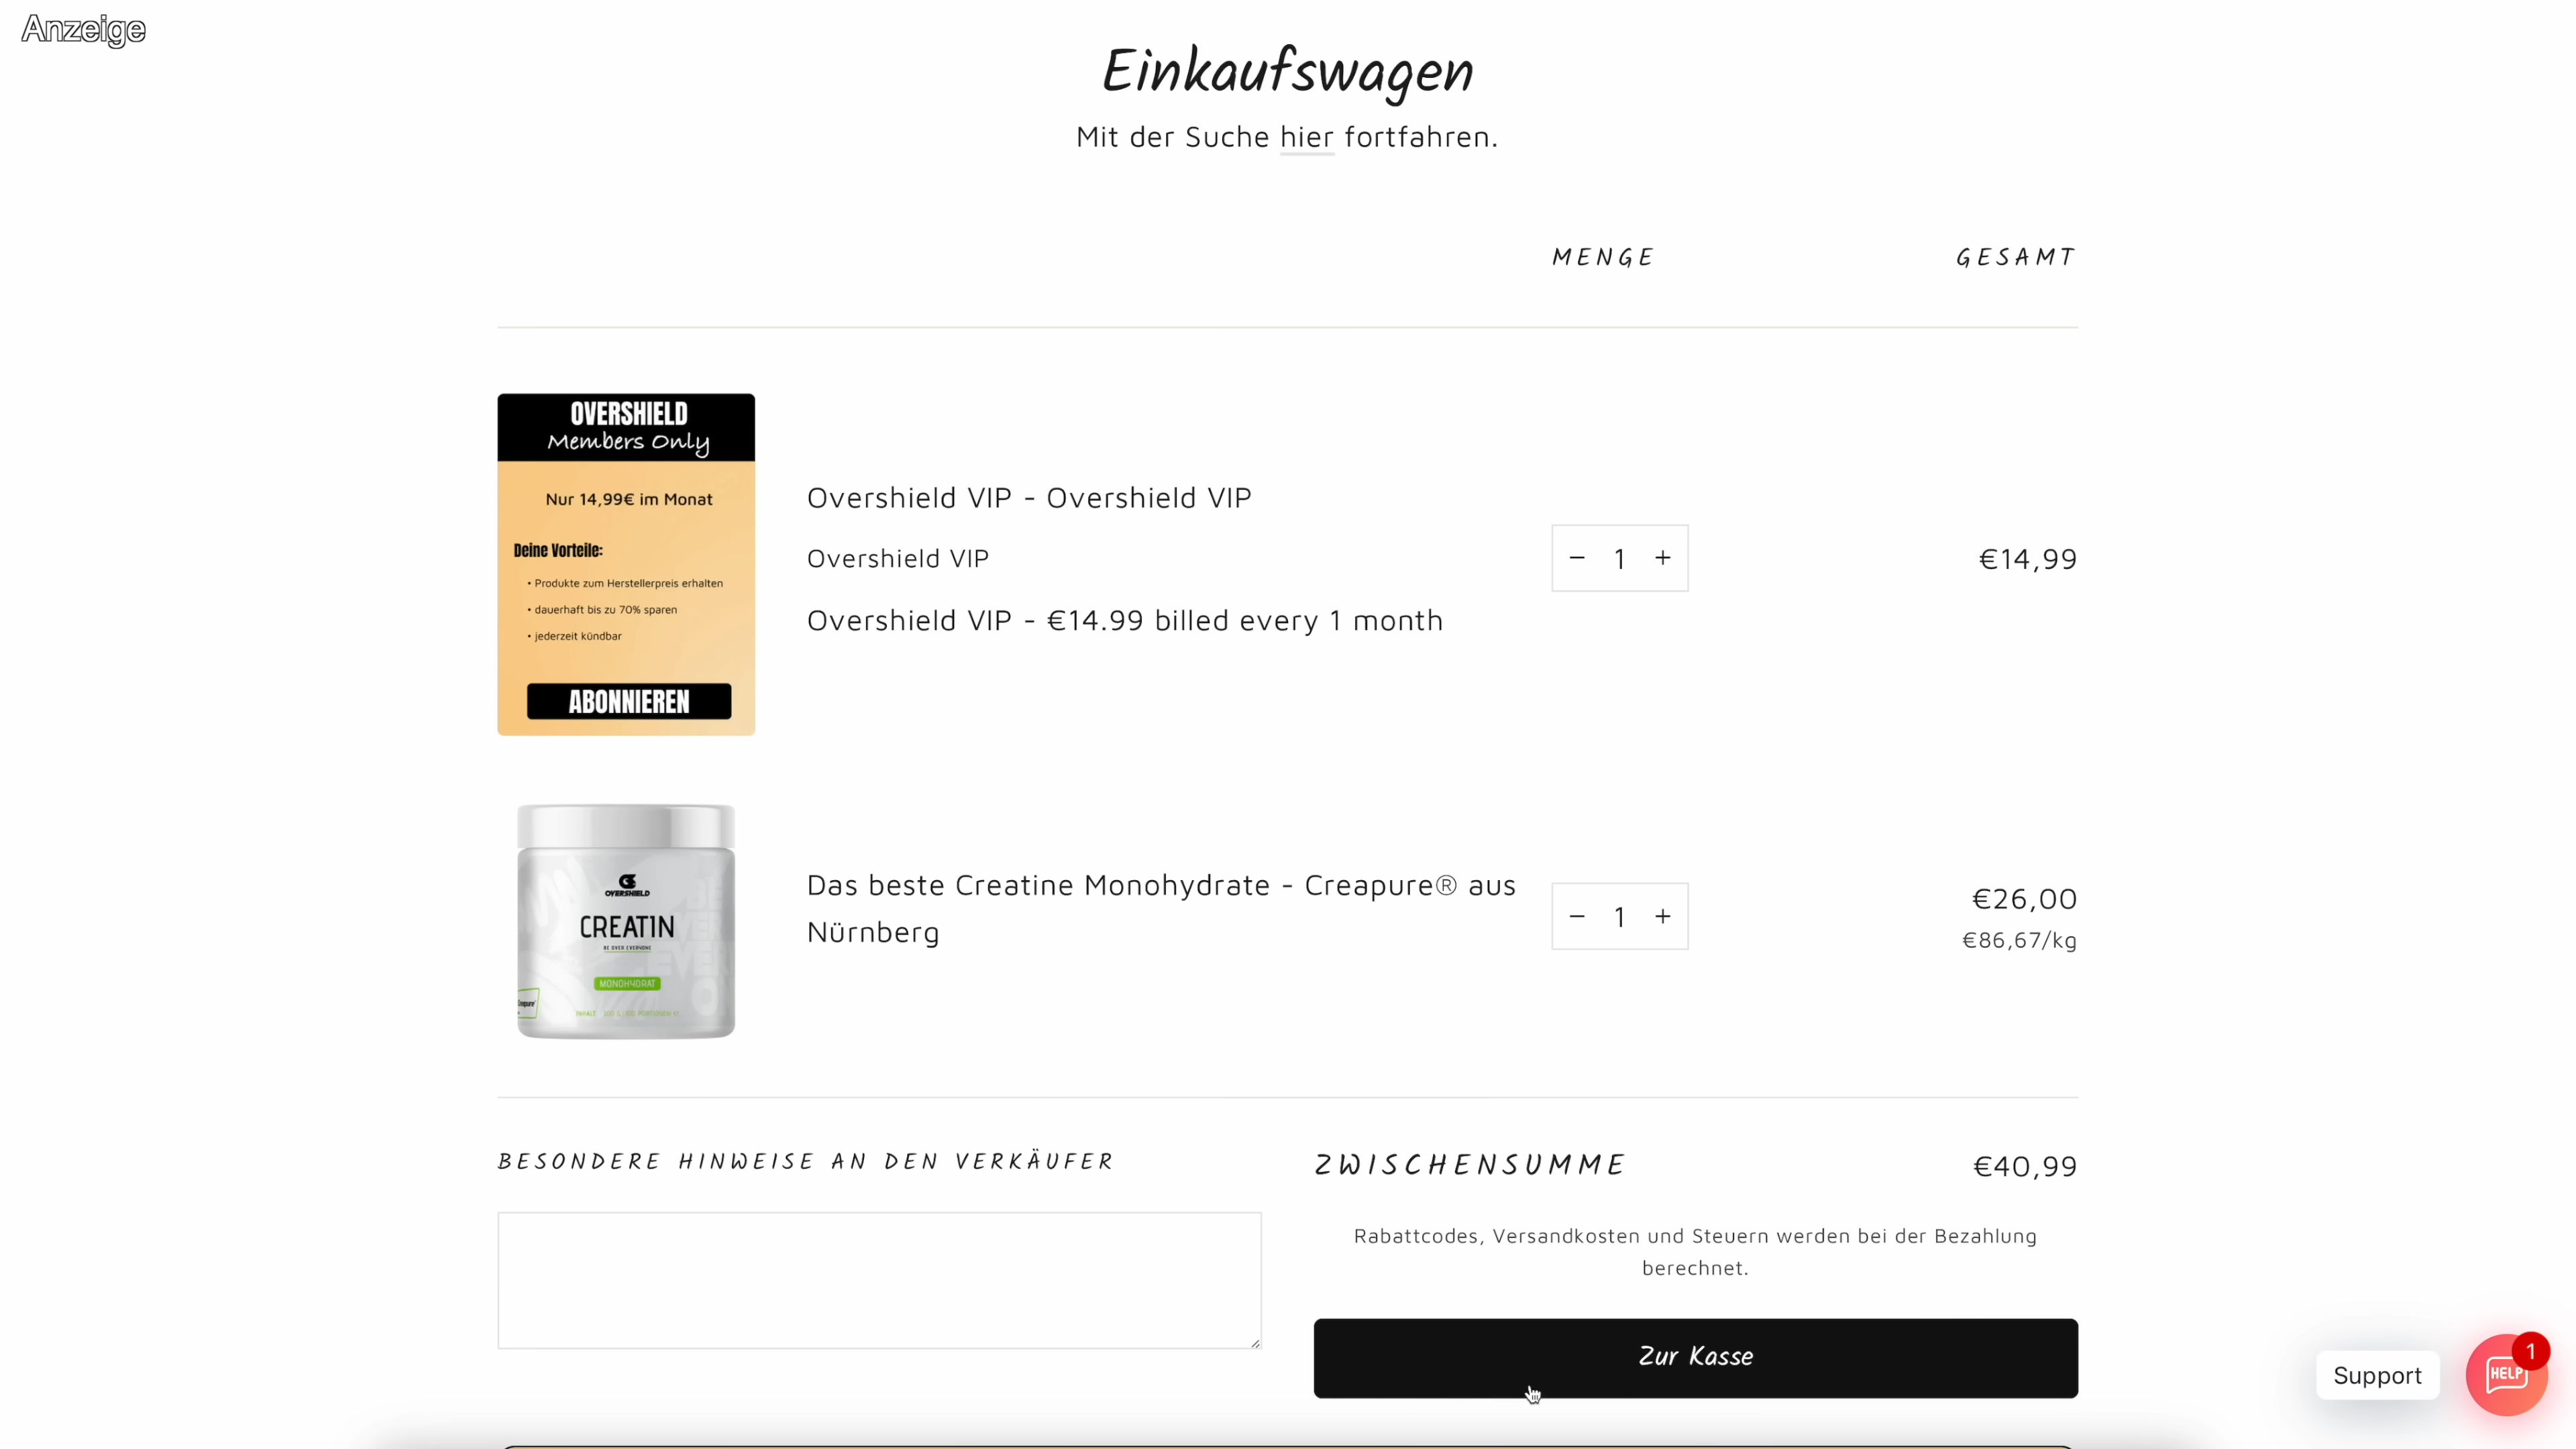 Anzeige
Einkaufswagen
Mit der Suche hier fortfahren.
MENGE GESAMT
OVERSHIELD
Members Only
Nur 14,99€ im Monat
Deine Vorteile:
• Produkte zum Herstellerpreis erhalten
• dauerhaft bis zu 70% sparen
• jederzeit kündbar
ABONNIEREN
Overshield VIP - Overshield VIP
Overshield VIP
Overshield VIP - €14.99 billed every 1 month
− 1 +
€14,99
OVERSHIELD
CREATIN
BE OVER EVERYONE
MONOHYDRAT
Das beste Creatine Monohydrate - Creapure® aus
Nürnberg
− 1 +
€26,00
€86,67/kg
BESONDERE HINWEISE AN DEN VERKÄUFER
ZWISCHENSUMME €40,99
Rabattcodes, Versandkosten und Steuern werden bei der Bezahlung
berechnet.
Zur Kasse
Support
HELP
1